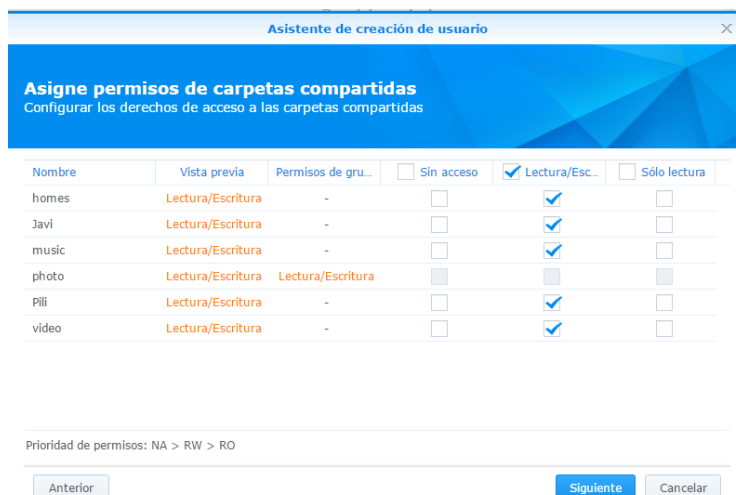 Asistente de creación de usuario
Asigne permisos de carpetas compartidas
Configurar los derechos de acceso a las carpetas compartidas
Nombre Vista previa Permisos de gru... Sin acceso Lectura/Esc... Sólo lectura
homes Lectura/Escritura -
Javi Lectura/Escritura -
music Lectura/Escritura -
photo Lectura/Escritura Lectura/Escritura
Pili Lectura/Escritura -
video Lectura/Escritura -
Prioridad de permisos: NA > RW > RO
Anterior Siguiente Cancelar